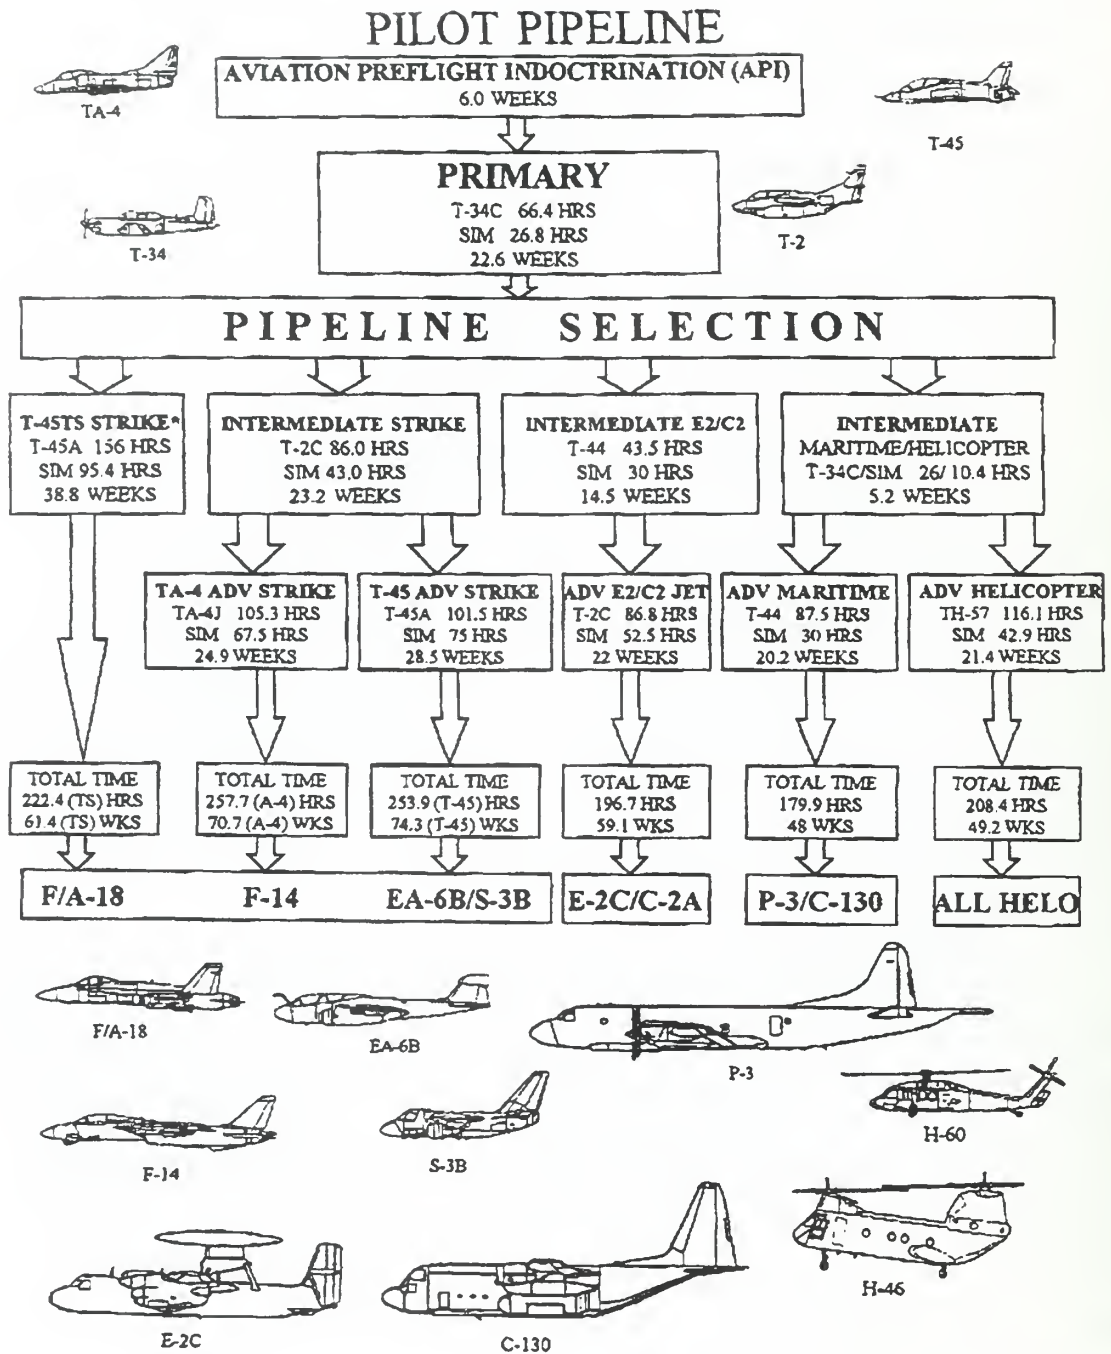 PILOT PIPELINE
AVIATION PREFLIGHT INDOCTRINATION (API)
6.0 WEEKS
TA-4
T-45
PRIMARY
T-34C 66.4 HRS
SIM 26.8 HRS
22.6 WEEKS
T-34
T-2
PIPELINE SELECTION
T-45TS STRIKE*
T-45A 156 HRS
SIM 95.4 HRS
38.8 WEEKS
INTERMEDIATE STRIKE
T-2C 86.0 HRS
SIM 43.0 HRS
23.2 WEEKS
INTERMEDIATE E2/C2
T-44 43.5 HRS
SIM 30 HRS
14.5 WEEKS
INTERMEDIATE
MARITIME/HELICOPTER
T-34C/SIM 26/ 10.4 HRS
5.2 WEEKS
TA-4 ADV STRIKE
TA-4J 105.3 HRS
SIM 67.5 HRS
24.9 WEEKS
T-45 ADV STRIKE
T-45A 101.5 HRS
SIM 75 HRS
28.5 WEEKS
ADV E2/C2 JET
T-2C 86.8 HRS
SIM 52.5 HRS
22 WEEKS
ADV MARITIME
T-44 87.5 HRS
SIM 30 HRS
20.2 WEEKS
ADV HELICOPTER
TH-57 116.1 HRS
SIM 42.9 HRS
21.4 WEEKS
TOTAL TIME
222.4 (TS) HRS
61.4 (TS) WKS
TOTAL TIME
257.7 (A-4) HRS
70.7 (A-4) WKS
TOTAL TIME
253.9 (T-45) HRS
74.3 (T-45) WKS
TOTAL TIME
196.7 HRS
59.1 WKS
TOTAL TIME
179.9 HRS
48 WKS
TOTAL TIME
208.4 HRS
49.2 WKS
F/A-18 F-14 EA-6B/S-3B
E-2C/C-2A
P-3/C-130
ALL HELO
F/A-18
EA-6B
P-3
H-60
F-14
S-3B
H-46
E-2C
C-130